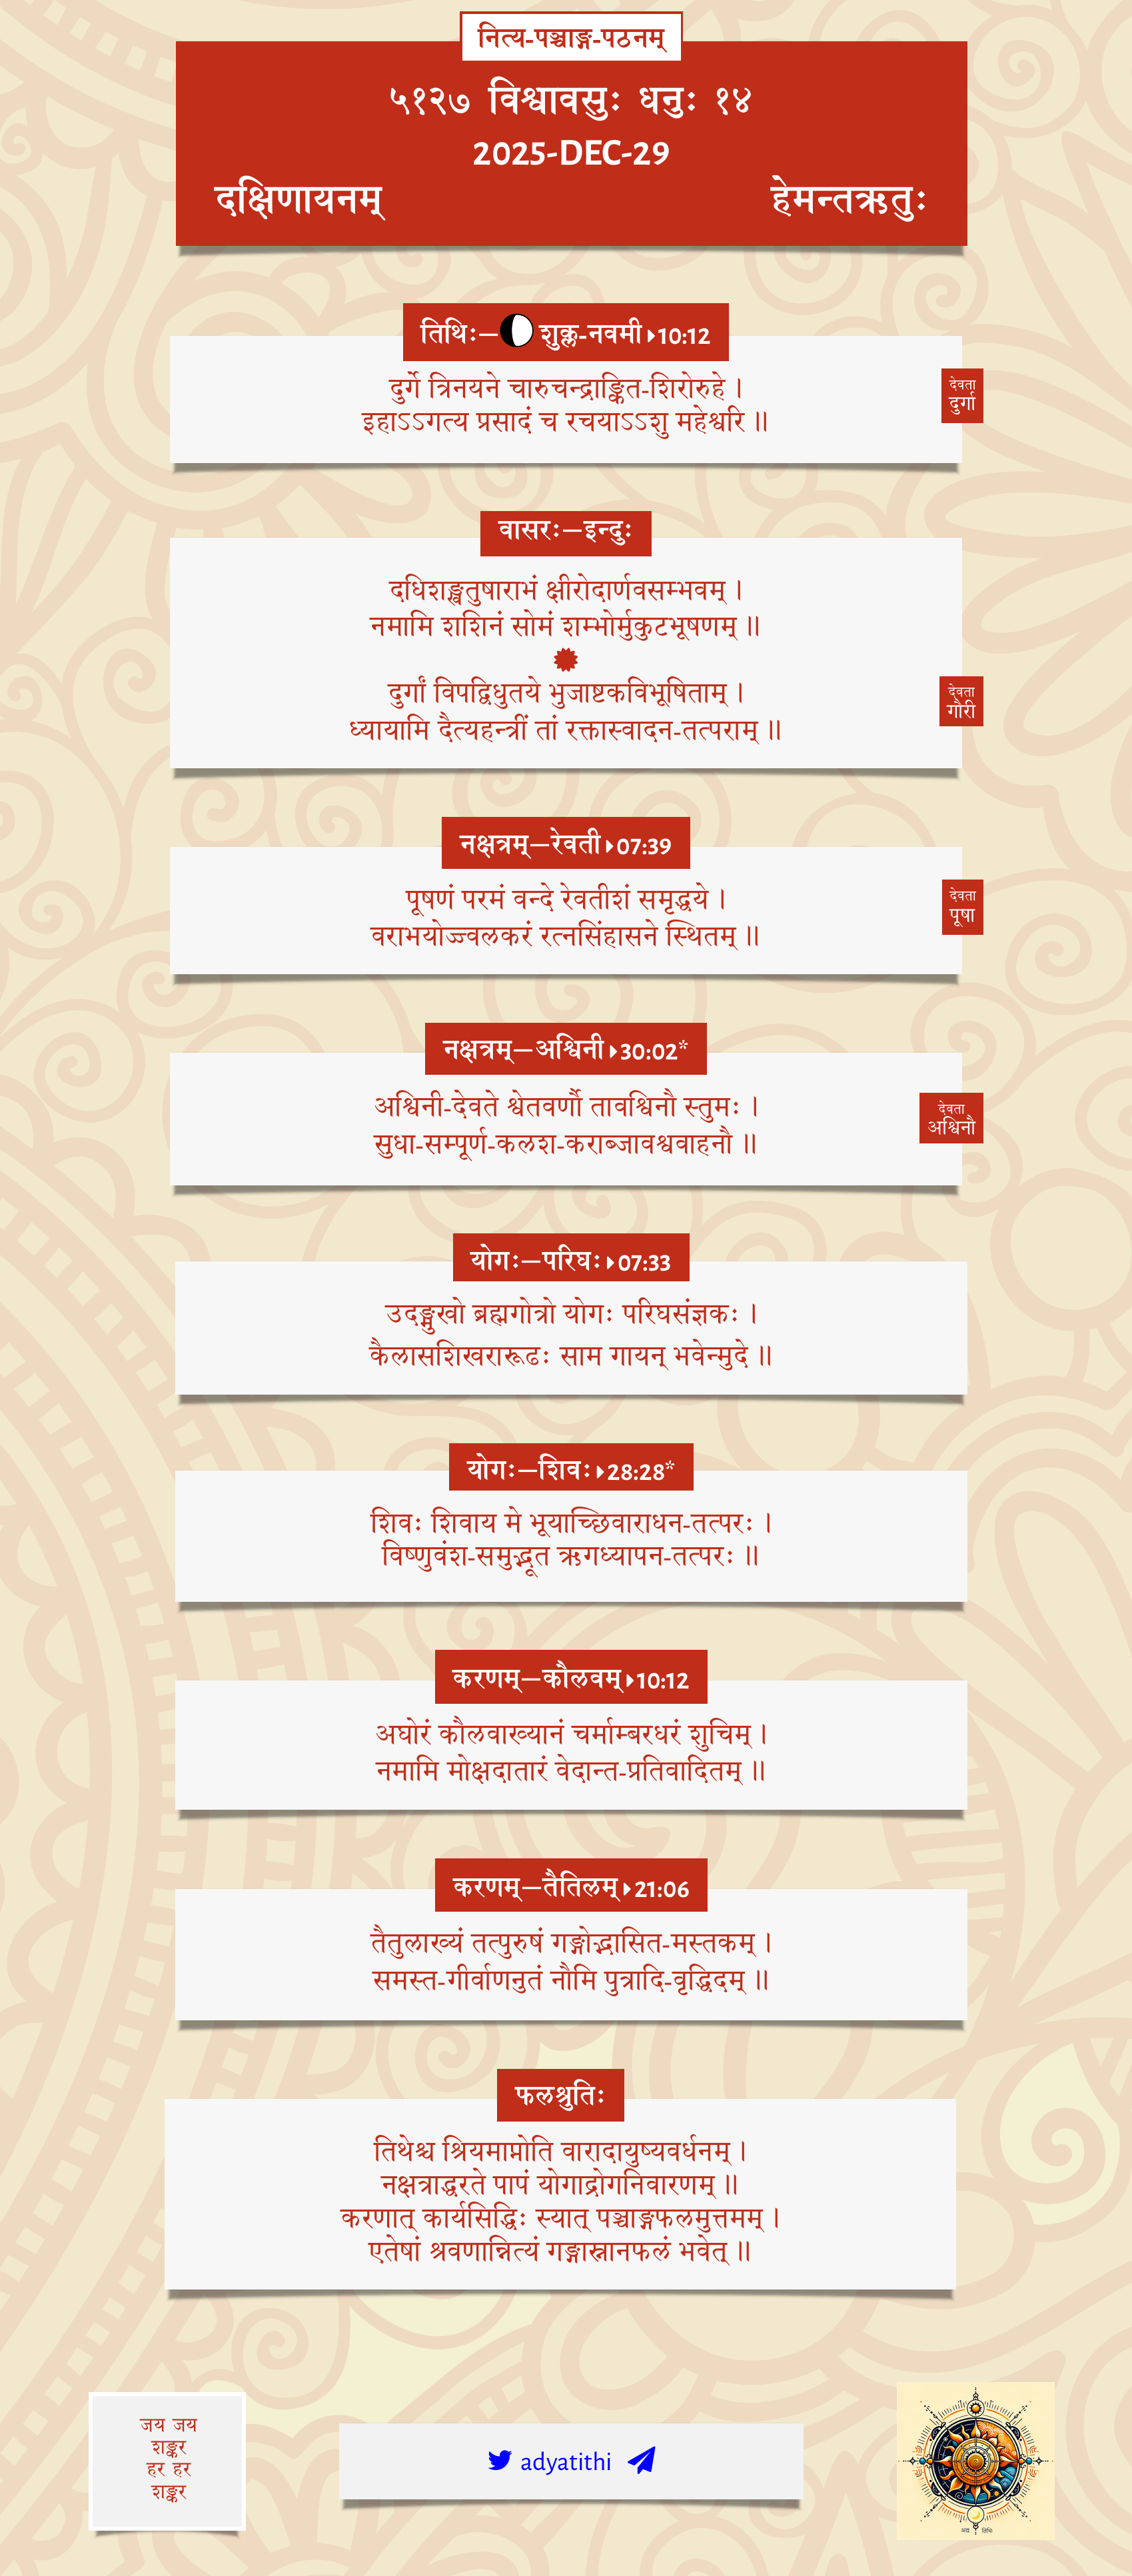 नित्य-पञ्चाङ्ग-पठनम्
५१२७ विश्वावसुः धनुः १४
2025-DEC-29
दक्षिणायनम् हेमन्तऋतुः
तिथिः— शुक्ल-नवमी 10:12
दुर्गे त्रिनयने चारुचन्द्राङ्कित-शिरोरुहे ।
इहाऽऽगत्य प्रसादं च रचयाऽऽशु महेश्वरि ॥
देवता
दुर्गा
वासरः—इन्दुः
दधिशङ्खतुषाराभं क्षीरोदार्णवसम्भवम् ।
नमामि शशिनं सोमं शम्भोर्मुकुटभूषणम् ॥
दुर्गां विपद्विधुतये भुजाष्टकविभूषिताम् ।
ध्यायामि दैत्यहन्त्रीं तां रक्तास्वादन-तत्पराम् ॥
देवता
गौरी
नक्षत्रम्—रेवती 07:39
पूषणं परमं वन्दे रेवतीशं समृद्धये ।
वराभयोज्ज्वलकरं रत्नसिंहासने स्थितम् ॥
देवता
पूषा
नक्षत्रम्—अश्विनी 30:02*
अश्विनी-देवते श्वेतवर्णौ तावश्विनौ स्तुमः ।
सुधा-सम्पूर्ण-कलश-कराब्जावश्ववाहनौ ॥
देवता
अश्विनौ
योगः—परिघः 07:33
उदङ्मुखो ब्रह्मगोत्रो योगः परिघसंज्ञकः ।
कैलासशिखरारूढः साम गायन् भवेन्मुदे ॥
योगः—शिवः 28:28*
शिवः शिवाय मे भूयाच्छिवाराधन-तत्परः ।
विष्णुवंश-समुद्भूत ऋगध्यापन-तत्परः ॥
करणम्—कौलवम् 10:12
अघोरं कौलवाख्यानं चर्माम्बरधरं शुचिम् ।
नमामि मोक्षदातारं वेदान्त-प्रतिवादितम् ॥
करणम्—तैतिलम् 21:06
तैतुलाख्यं तत्पुरुषं गङ्गोद्भासित-मस्तकम् ।
समस्त-गीर्वाणनुतं नौमि पुत्रादि-वृद्धिदम् ॥
फलश्रुतिः
तिथेश्च श्रियमाप्नोति वारादायुष्यवर्धनम् ।
नक्षत्राद्धरते पापं योगाद्रोगनिवारणम् ॥
करणात् कार्यसिद्धिः स्यात् पञ्चाङ्गफलमुत्तमम् ।
एतेषां श्रवणान्नित्यं गङ्गास्नानफलं भवेत् ॥
जय जय
शङ्कर
हर हर
शङ्कर
adyatithi
अद्य तिथिः